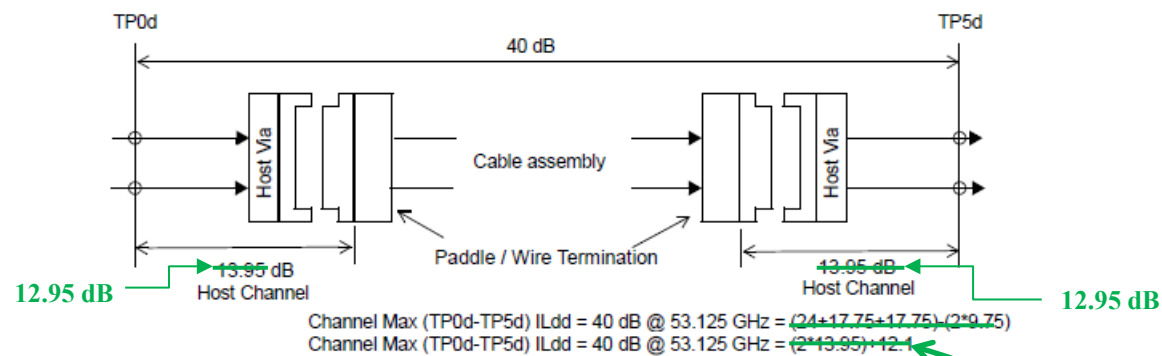 TP0d
TP5d
40 dB
Host Via
Cable assembly
Host Via
Paddle / Wire Termination
13.95 dB
Host Channel
12.95 dB
13.95 dB
Host Channel
12.95 dB
Channel Max (TP0d-TP5d) ILdd = 40 dB @ 53.125 GHz = (24+17.75+17.75)-(2*9.75)
Channel Max (TP0d-TP5d) ILdd = 40 dB @ 53.125 GHz = (2*13.95)+12.1